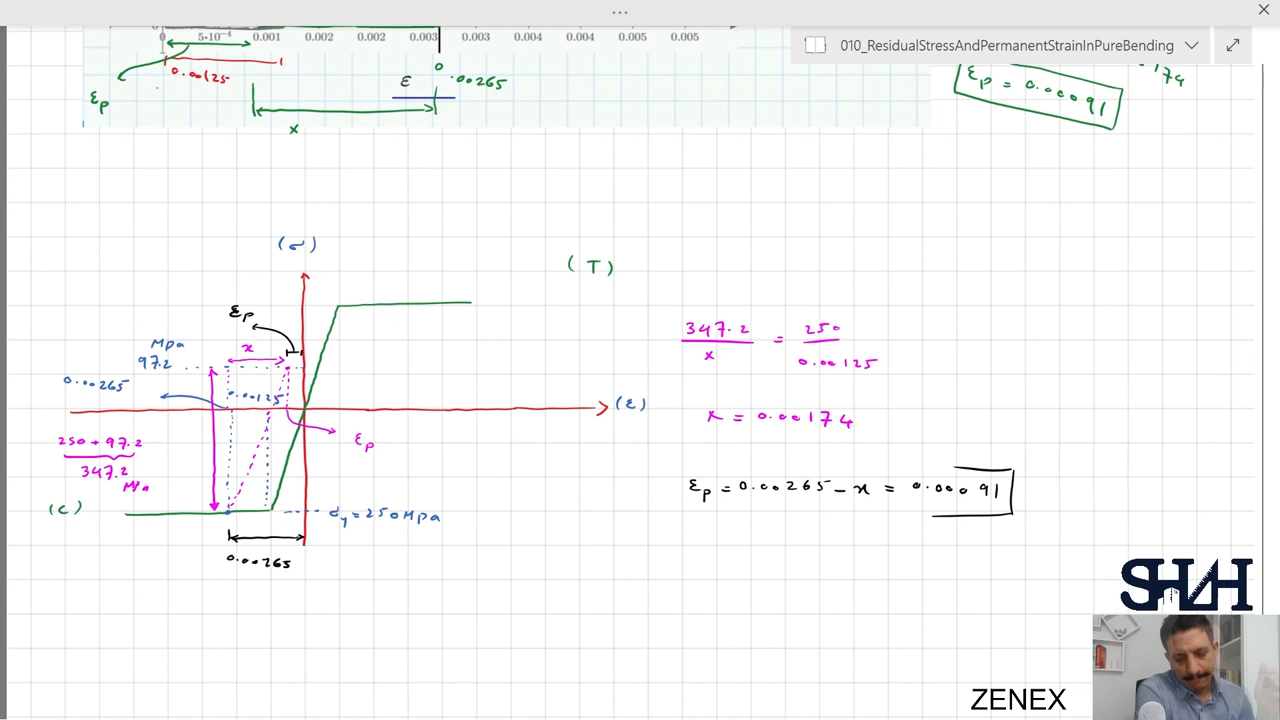 010_ResidualStressAndPermanentStrainInPureBending
0 5·10⁻⁴ 0.001 0.002 0.002 0.003 0.003 0.004 0.004 0.005 0.005
0.00125
εp
ε
0.00265
x
174
εp = 0.00091
(σ)
(T)
εp
MPa
97.2
x
0.00265
0.00125
(ε)
εp
250 + 97.2
347.2
MPa
(C)
σy = 250 MPa
0.00265
347.2 / x = 250 / 0.00125
x = 0.00174
εp = 0.00265 - x = 0.00091
SHLH
ZENEX